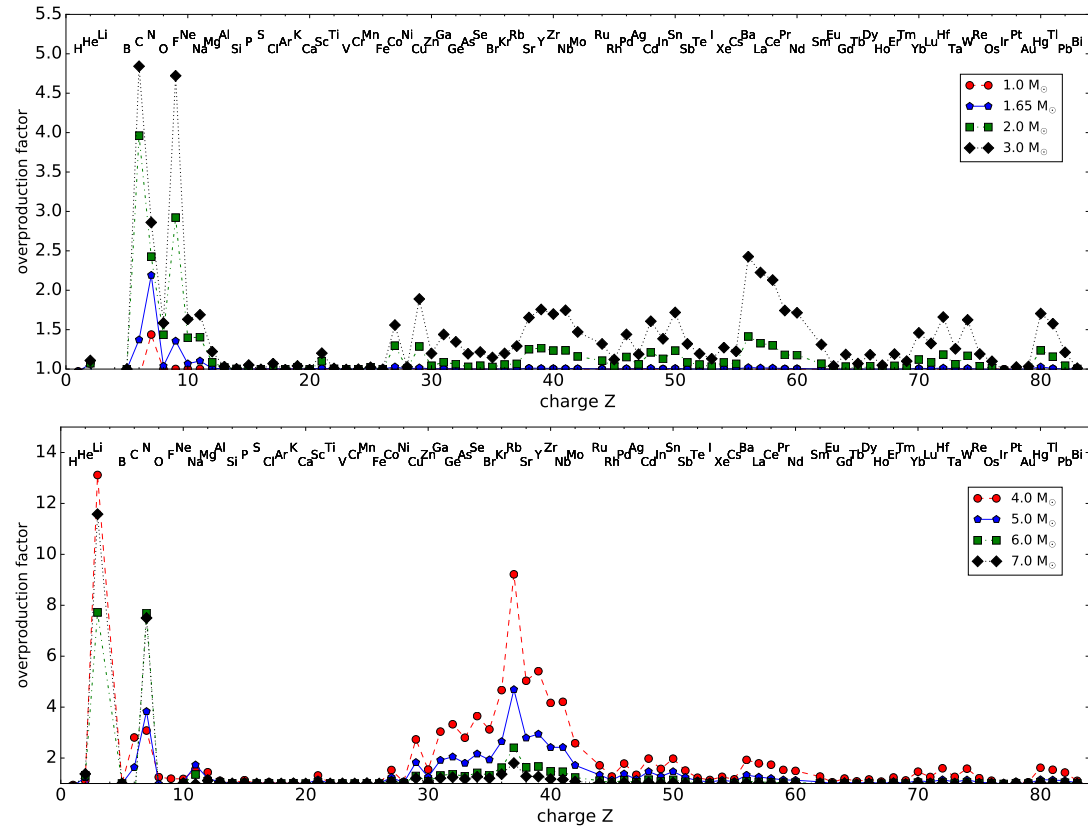 5.5
H He Li B C N O F Ne Na Mg Al Si P S Cl Ar K Ca Sc Ti V Cr Mn Fe Co Ni Cu Zn Ga Ge As Se Br Kr Rb Sr Y Zr Nb Mo Ru Rh Pd Ag Cd In Sn Sb Te I Xe Cs Ba La Ce Pr Nd Sm Eu Gd Tb Dy Ho Er Tm Yb Lu Hf Ta W Re Os Ir Pt Au Hg Tl Pb Bi
5.0
4.5
4.0
3.5
3.0
2.5
2.0
1.5
1.0
overproduction factor
1.0 M☉
1.65 M☉
2.0 M☉
3.0 M☉
0 10 20 30 40 50 60 70 80
charge Z
H He Li B C N O F Ne Na Mg Al Si P S Cl Ar K Ca Sc Ti V Cr Mn Fe Co Ni Cu Zn Ga Ge As Se Br Kr Rb Sr Y Zr Nb Mo Ru Rh Pd Ag Cd In Sn Sb Te I Xe Cs Ba La Ce Pr Nd Sm Eu Gd Tb Dy Ho Er Tm Yb Lu Hf Ta W Re Os Ir Pt Au Hg Tl Pb Bi
14
12
10
8
6
4
2
overproduction factor
4.0 M☉
5.0 M☉
6.0 M☉
7.0 M☉
0 10 20 30 40 50 60 70 80
charge Z